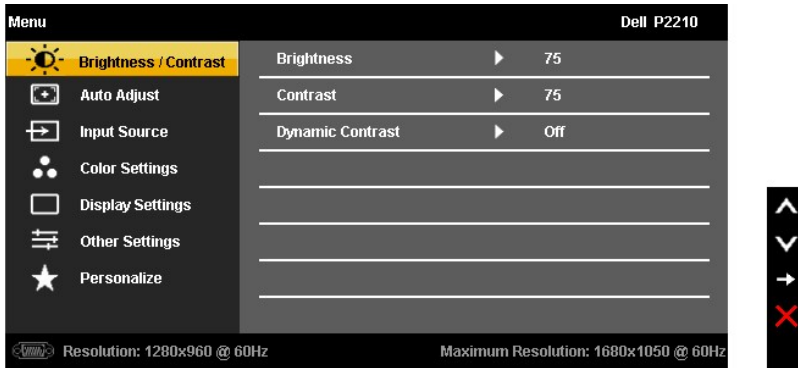 Menu Dell P2210
Brightness / Contrast Brightness 75
Auto Adjust Contrast 75
Input Source Dynamic Contrast Off
Color Settings
Display Settings
Other Settings
Personalize
Resolution: 1280x960 @ 60Hz Maximum Resolution: 1680x1050 @ 60Hz